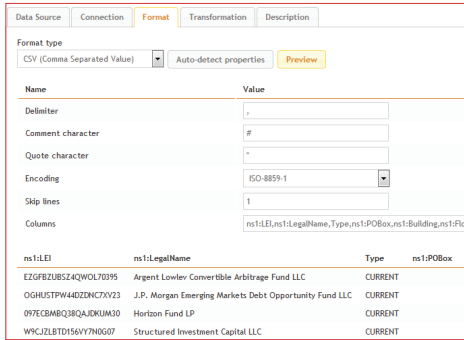 Data Source Connection Format Transformation Description
Format type
CSV (Comma Separated Value) Auto-detect properties Preview
Name Value
Delimiter ,
Comment character #
Quote character "
Encoding ISO-8859-1
Skip lines 1
Columns ns1:LEI,ns1:LegalName,Type,ns1:POBox,ns1:Building,ns1:Flo
ns1:LEI ns1:LegalName Type ns1:POBox
EZGFBZUBSZ4QWOL70395 Argent Lowlev Convertible Arbitrage Fund LLC CURRENT
OGHUSTPW44DZDNC7XV23 J.P. Morgan Emerging Markets Debt Opportunity Fund LLC CURRENT
097ECBMBQ38QAJDKUM30 Horizon Fund LP CURRENT
W9CJZLBTD156VY7N0G07 Structured Investment Capital LLC CURRENT